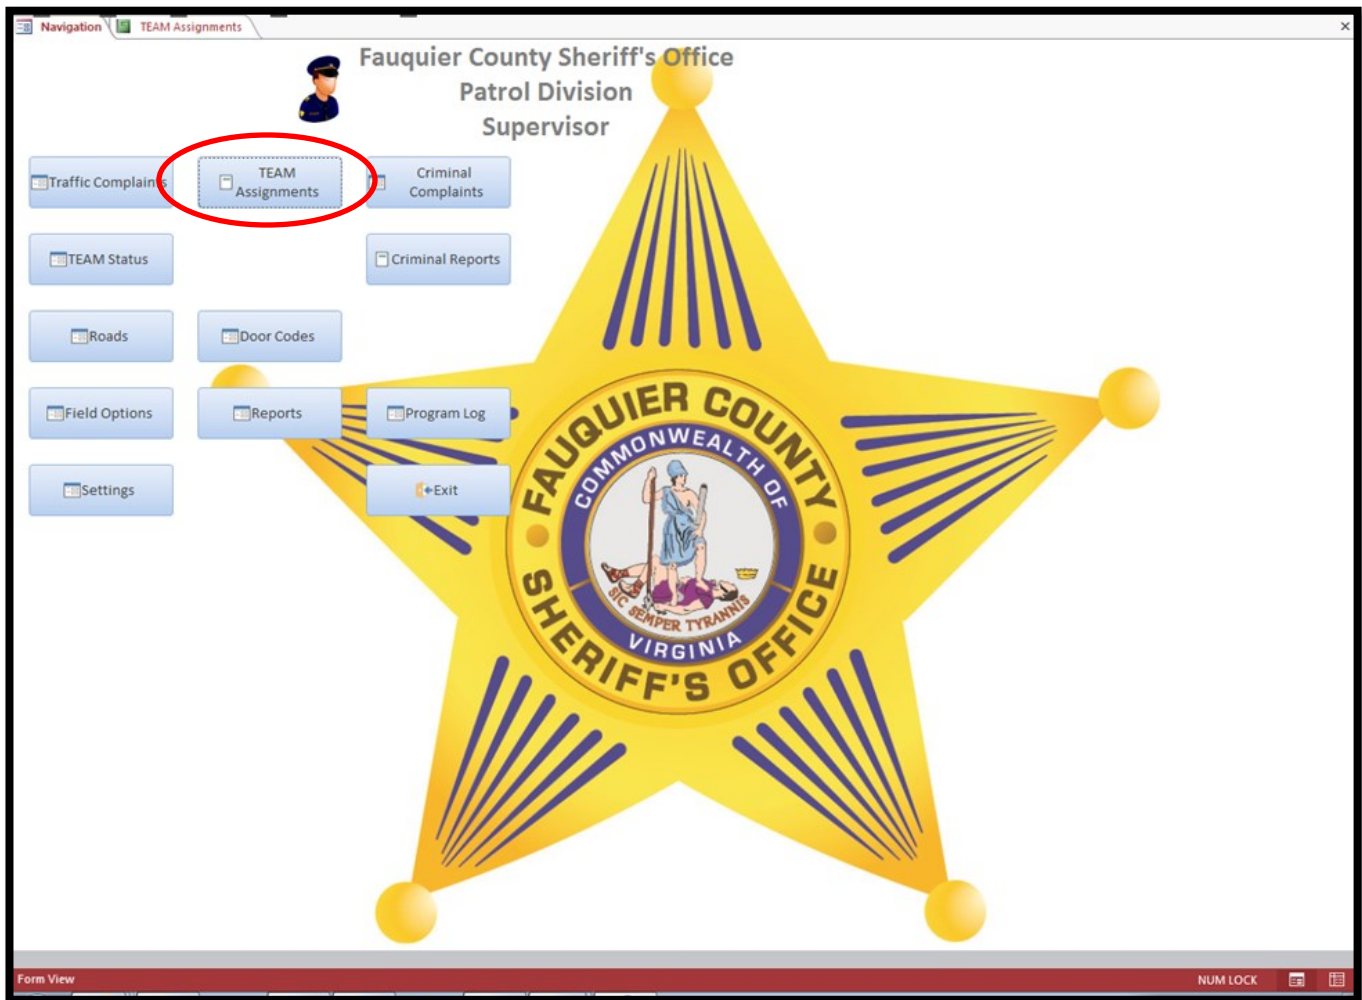 Navigation
TEAM Assignments
Fauquier County Sheriff's Office
Patrol Division
Supervisor
Traffic Complaints
TEAM
Assignments
Criminal
Complaints
TEAM Status
Criminal Reports
Roads
Door Codes
Field Options
Reports
Program Log
Settings
Exit
FAUQUIER COUNTY
COMMONWEALTH OF
SIC SEMPER TYRANNIS
VIRGINIA
SHERIFF'S OFFICE
Form View
NUM LOCK